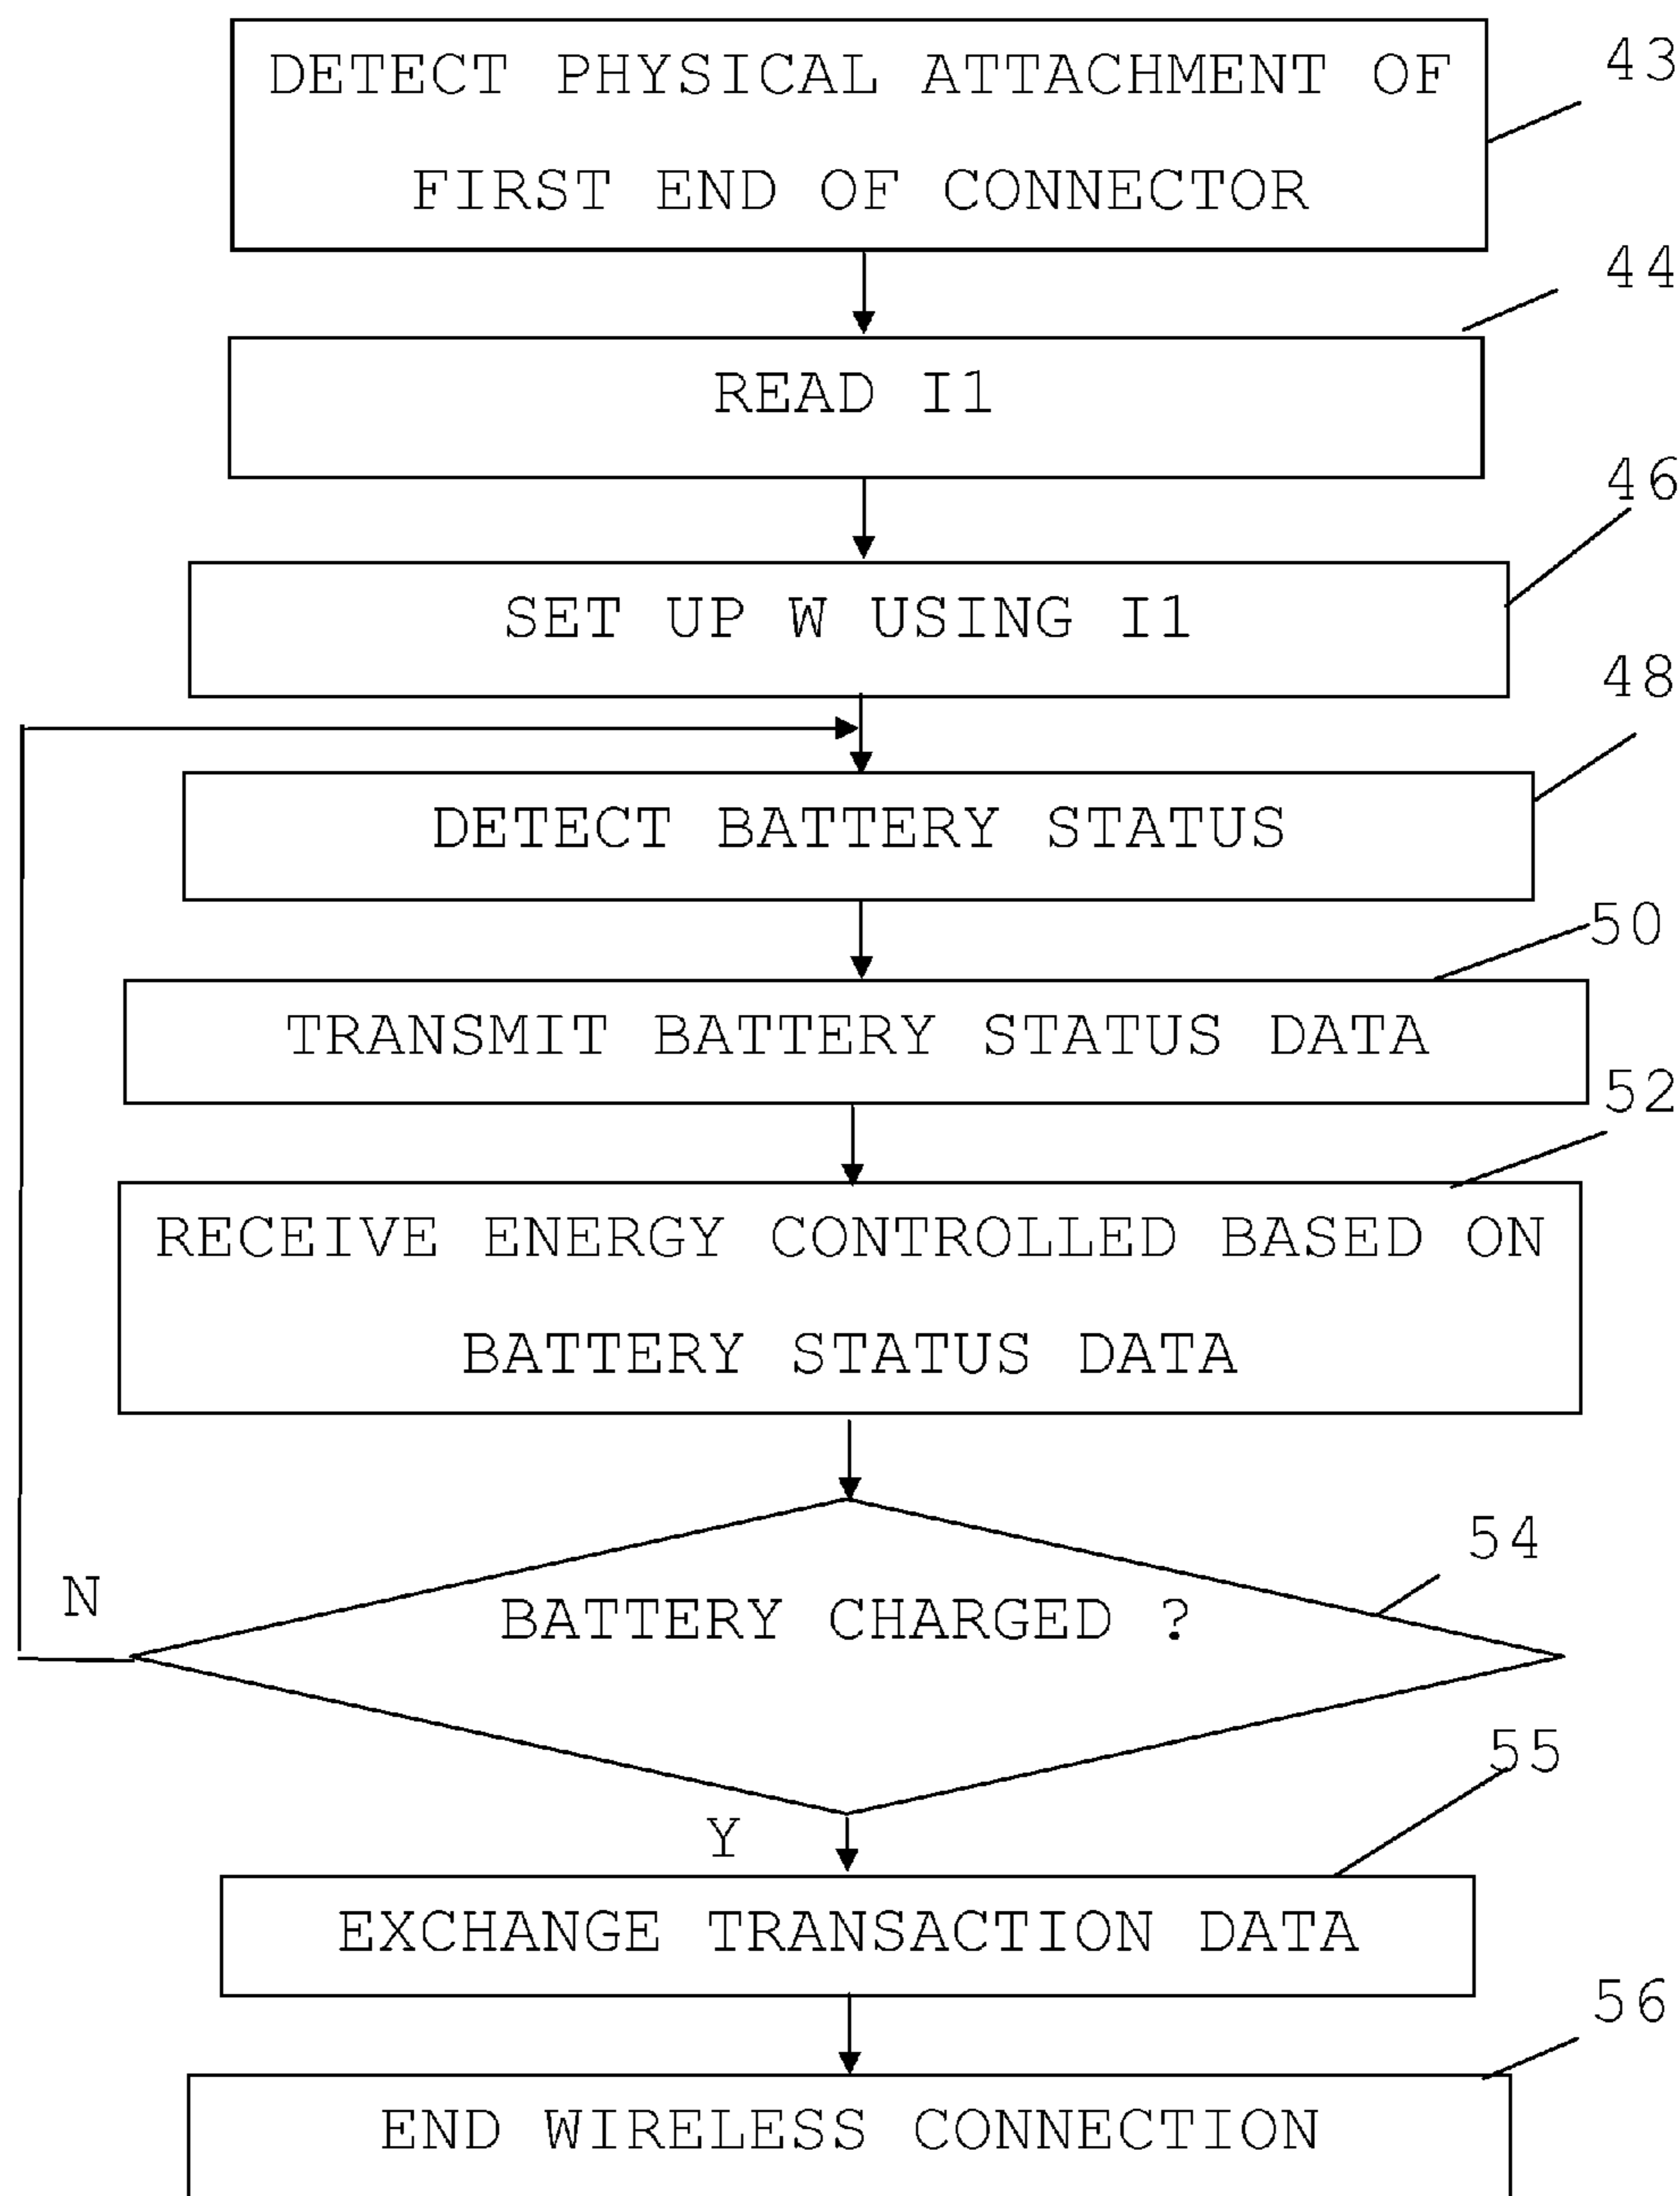 DETECT PHYSICAL ATTACHMENT OF
43
FIRST END OF CONNECTOR
44
READ I1
46
SET UP W USING I1
48
DETECT BATTERY STATUS
50
TRANSMIT BATTERY STATUS DATA
52
RECEIVE ENERGY CONTROLLED BASED ON
BATTERY STATUS DATA
54
N
BATTERY CHARGED ?
55
Y
EXCHANGE TRANSACTION DATA
56
END WIRELESS CONNECTION